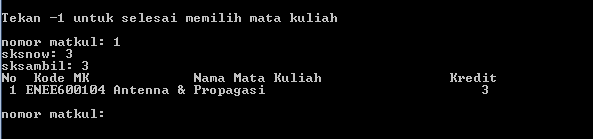 Tekan -1 untuk selesai memilih mata kuliah
nomor matkul: 1
sksnow: 3
sksambil: 3
No Kode MK Nama Mata Kuliah Kredit
1 ENEE600104 Antenna & Propagasi 3
nomor matkul: